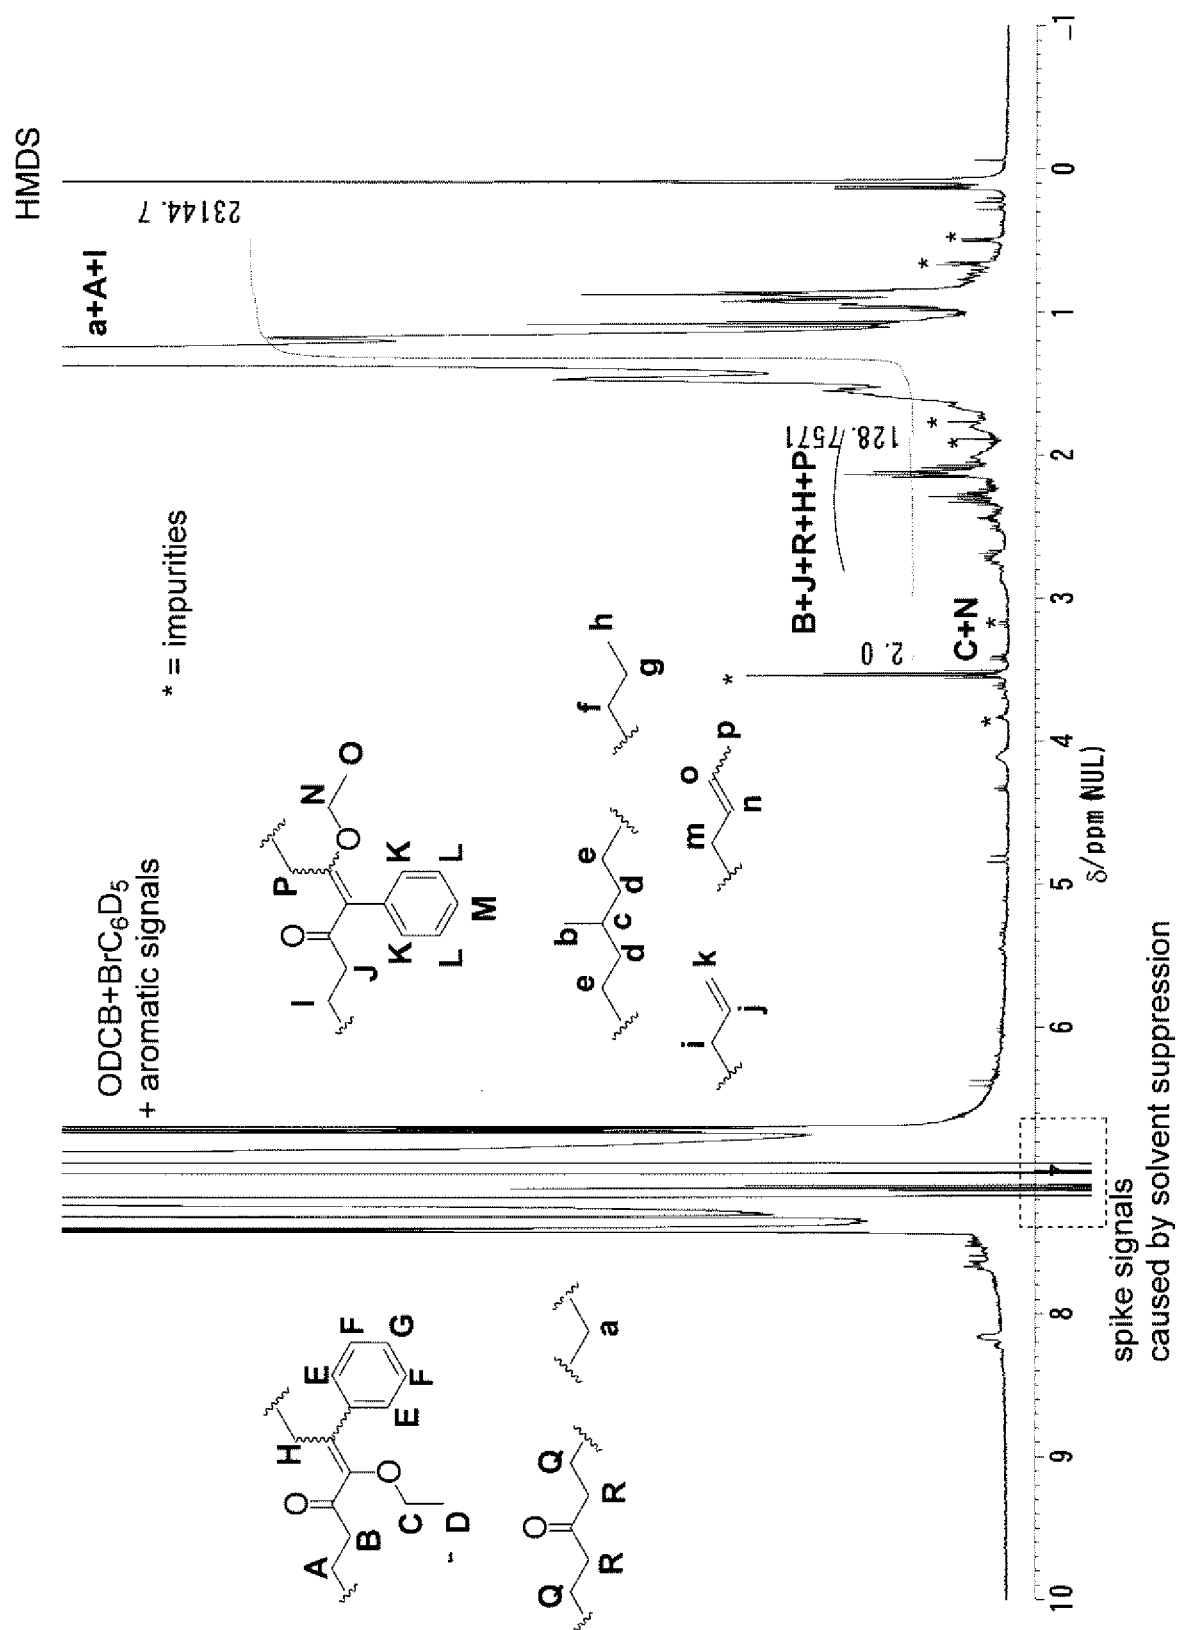 HMDS
a+A+I
23144.7
ODCB+BrC6D5
+ aromatic signals
* = impurities
*
*
*
*
128.7571
B+J+R+H+P
2.0
C+N
*
*
*
H
F
E
G
F
E
O
O
A
B
C
D
P
N
O
O
O
K
L
I
J
M
K
L
Q
O
Q
R
R
a
e
b
d
c
d
e
f
g
h
i
j
k
m
n
o
p
10
9
8
7
6
5
4
3
2
1
0
-1
δ/ppm (NUL)
spike signals
caused by solvent suppression